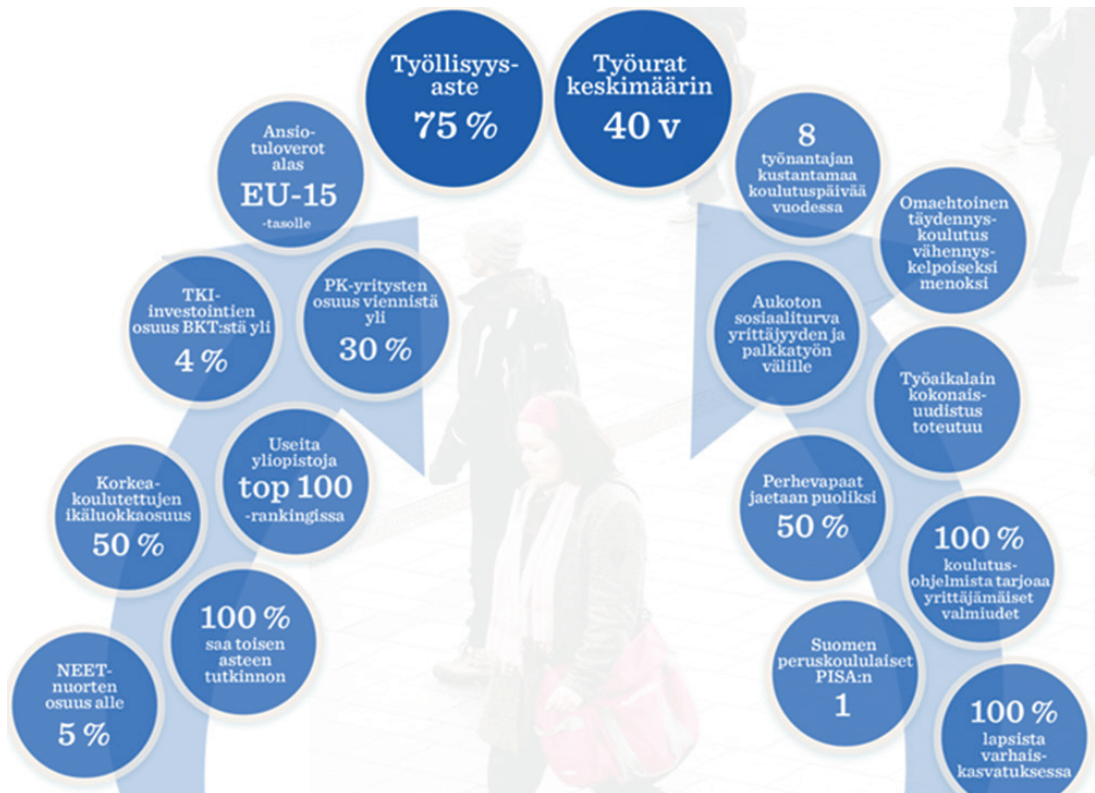 Työllisyys-
aste
75 %
Työurat
keskimäärin
40 v
Ansio-
tuloverot
alas
EU-15
-tasolle
8
työnantajan
kustantamaa
koulutuspäivää
vuodessa
Omaehtoinen
täydennys-
koulutus
vähennys-
kelpoiseksi
menoksi
TKI-
investointien
osuus BKT:stä yli
4 %
PK-yritysten
osuus viennistä
yli
30 %
Aukoton
sosiaaliturva
yrittäjyyden ja
palkkatyön
välille
Työaikalain
kokonais-
uudistus
toteutuu
Korkea-
koulutettujen
ikäluokkaosuus
50 %
Useita
yliopistoja
top 100
-rankingissa
Perhevapaat
jaetaan puoliksi
50 %
100 %
koulutus-
ohjelmista tarjoaa
yrittäjämäiset
valmiudet
NEET-
nuorten
osuus alle
5 %
100 %
saa toisen
asteen
tutkinnon
Suomen
peruskoululaiset
PISA:n
1
100 %
lapsista
varhais-
kasvatuksessa